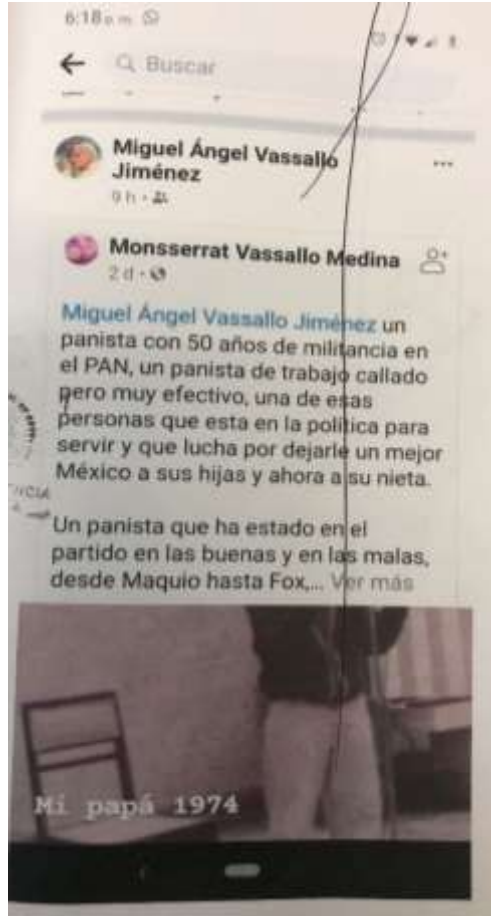 6:18 p.m.
Buscar
Miguel Ángel Vassallo
Jiménez
9 h
Monsserrat Vassallo Medina
2 d
Miguel Ángel Vassallo Jiménez un
panista con 50 años de militancia en
el PAN, un panista de trabajo callado
pero muy efectivo, una de esas
personas que esta en la politica para
servir y que lucha por dejarle un mejor
México a sus hijas y ahora a su nieta.
Un panista que ha estado en el
partido en las buenas y en las malas,
desde Maquio hasta Fox,... Ver más
Mi papá 1974